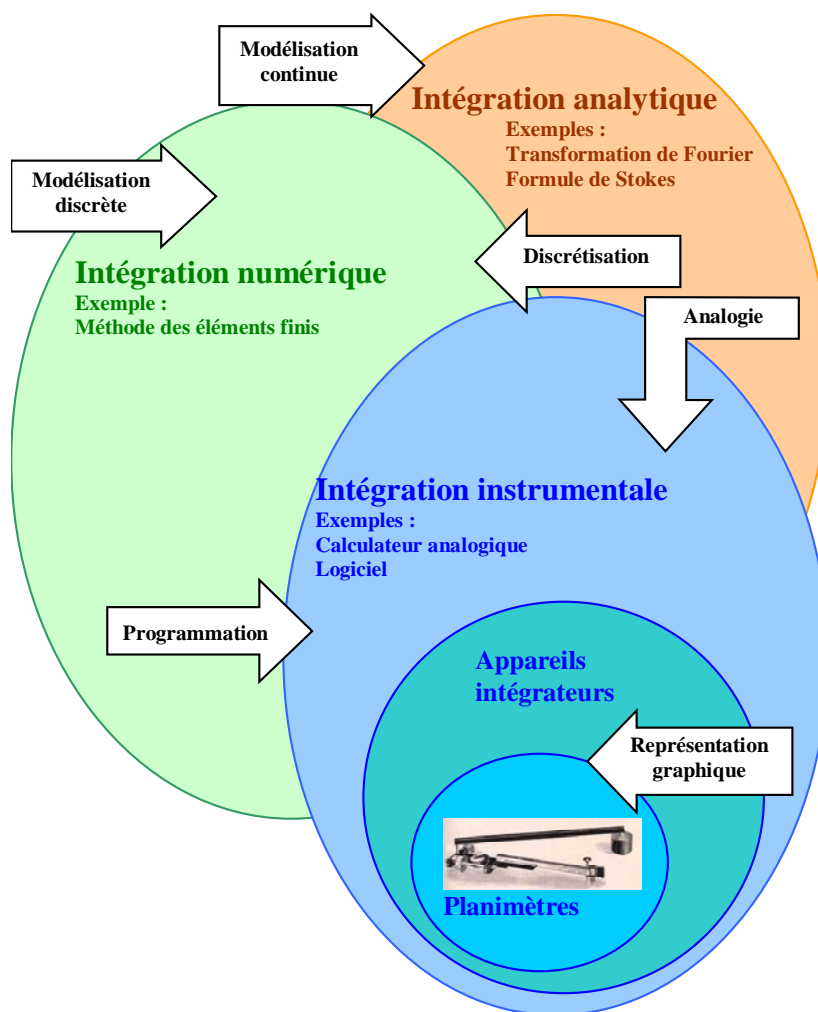 Modélisation
continue
Intégration analytique
Exemples :
Transformation de Fourier
Formule de Stokes
Modélisation
discrète
Discrétisation
Intégration numérique
Exemple :
Méthode des éléments finis
Analogie
Intégration instrumentale
Exemples :
Calculateur analogique
Logiciel
Programmation
Appareils
intégrateurs
Représentation
graphique
Planimètres